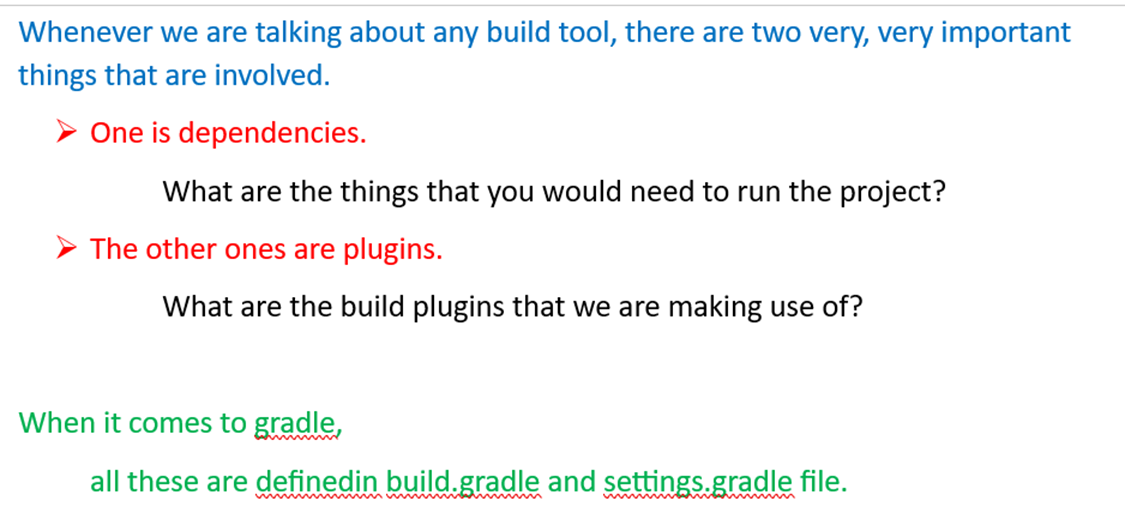 Whenever we are talking about any build tool, there are two very, very important
things that are involved.
One is dependencies.
What are the things that you would need to run the project?
The other ones are plugins.
What are the build plugins that we are making use of?
When it comes to gradle,
all these are definedin build.gradle and settings.gradle file.